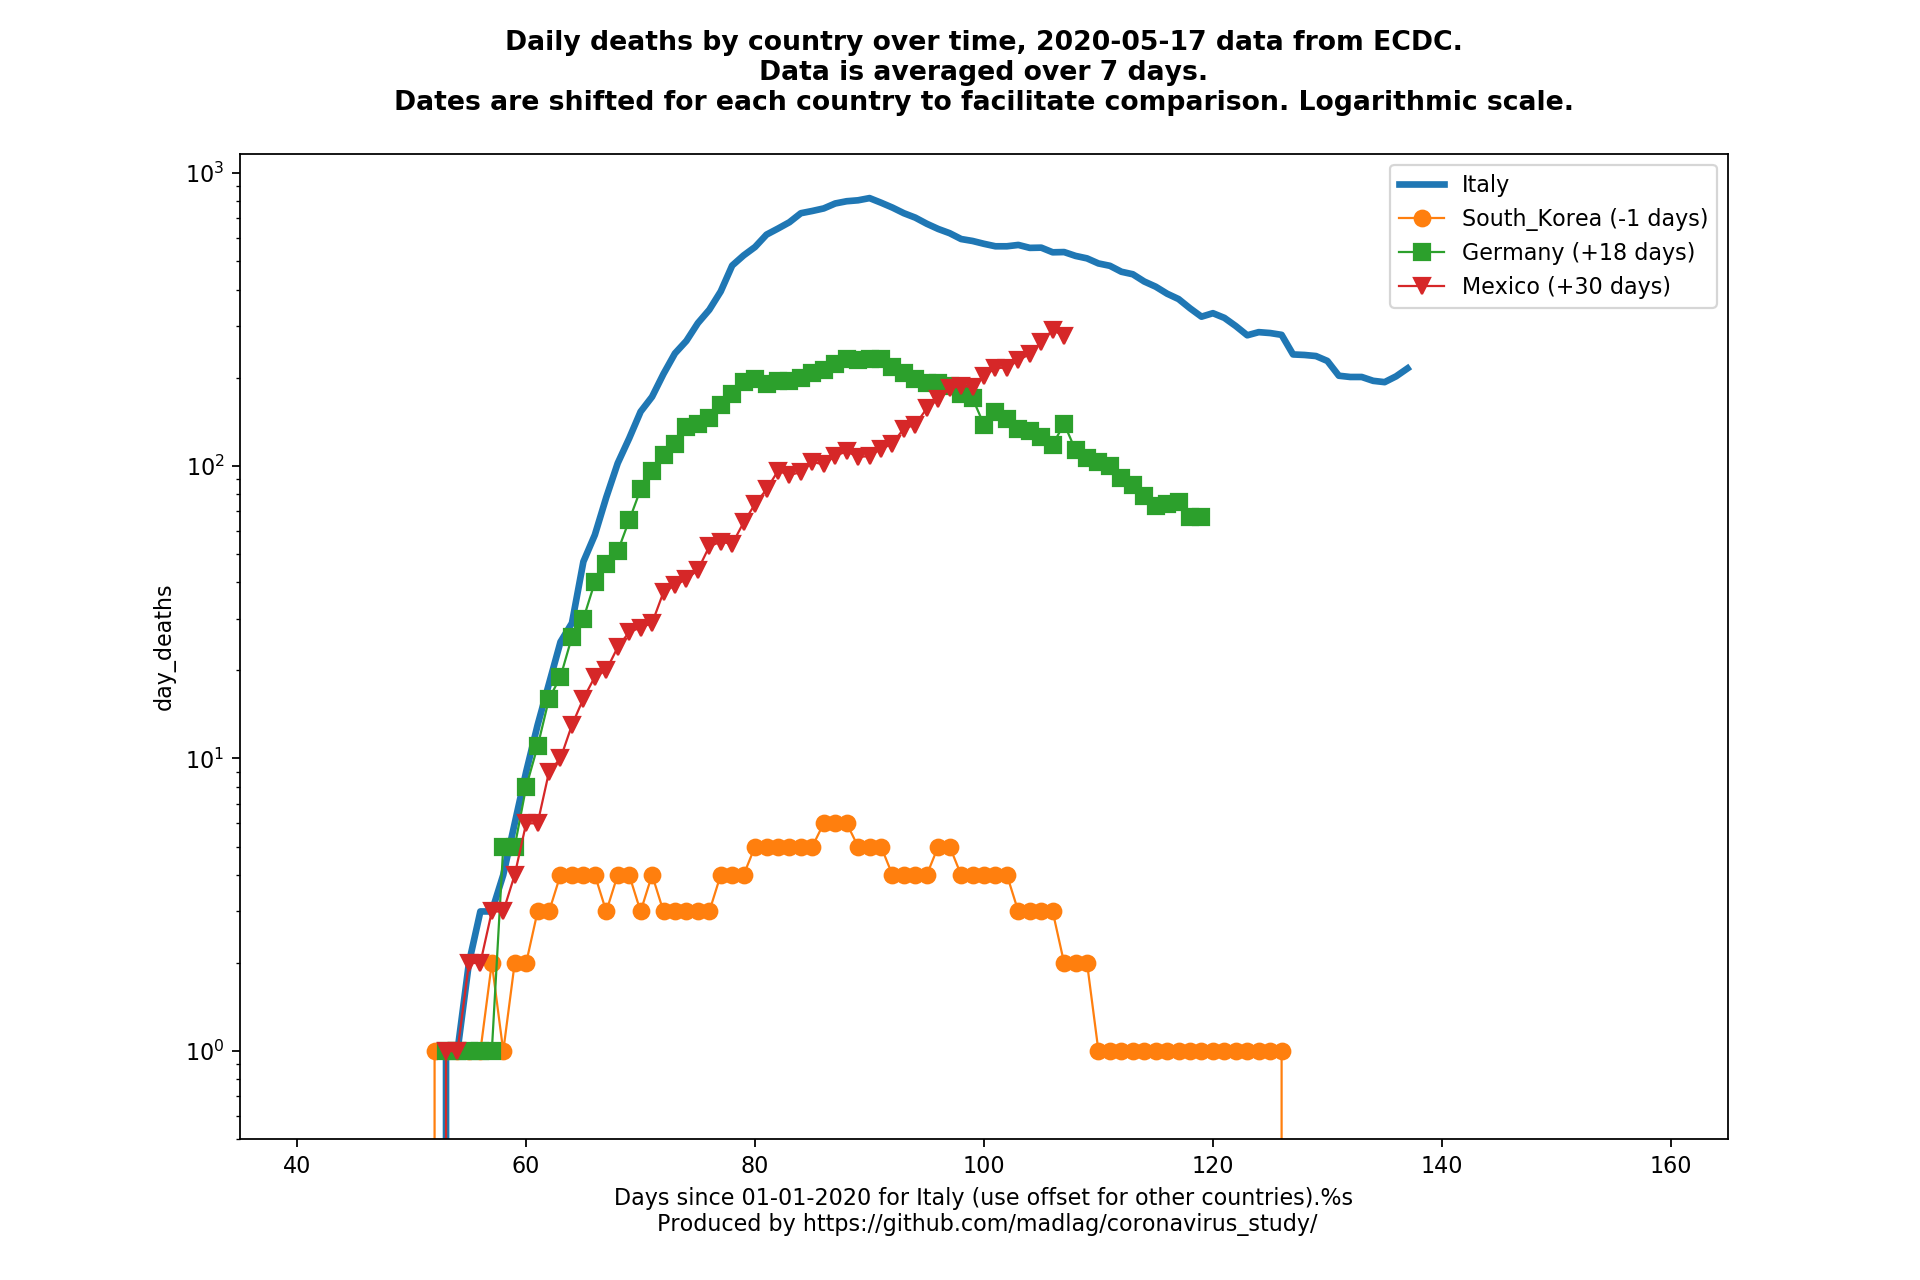 Daily deaths by country over time, 2020-05-17 data from ECDC.
Data is averaged over 7 days.
Dates are shifted for each country to facilitate comparison. Logarithmic scale.
10³
10²
10¹
10⁰
day_deaths
Italy
South_Korea (-1 days)
Germany (+18 days)
Mexico (+30 days)
40 60 80 100 120 140 160
Days since 01-01-2020 for Italy (use offset for other countries).%s
Produced by https://github.com/madlag/coronavirus_study/